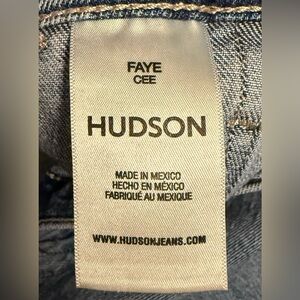 FAYE
CEE
HUDSON
MADE IN MEXICO
HECHO EN MÉXICO
FABRIQUÉ AU MEXIQUE
WWW.HUDSONJEANS.COM